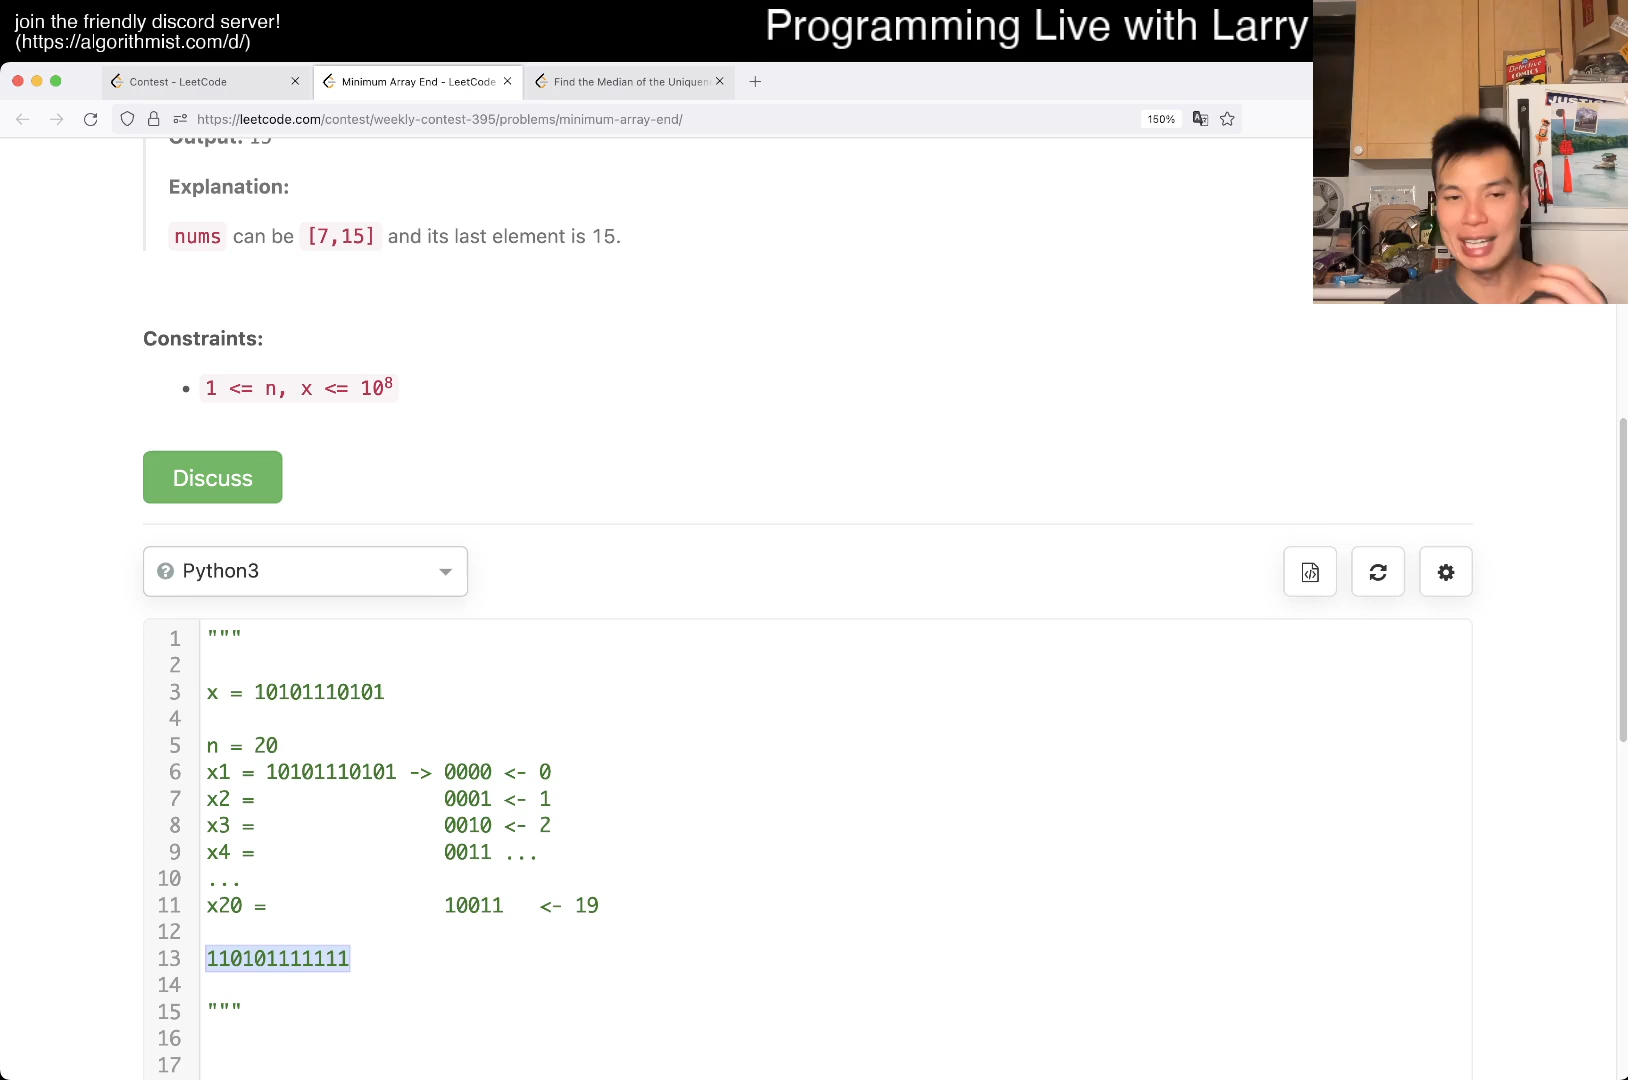 join the friendly discord server!
(https://algorithmist.com/d/)
Programming Live with Larry
Contest - LeetCode
Minimum Array End - LeetCode
Find the Median of the Uniquen
https://leetcode.com/contest/weekly-contest-395/problems/minimum-array-end/
150%
Output: 15
Explanation:
nums can be [7,15] and its last element is 15.
Constraints:
1 <= n, x <= 10⁸
Discuss
Python3
1 """
2
3 x = 10101110101
4
5 n = 20
6 x1 = 10101110101 -> 0000 <- 0
7 x2 = 0001 <- 1
8 x3 = 0010 <- 2
9 x4 = 0011 ...
10 ...
11 x20 = 10011 <- 19
12
13 110101111111
14
15 """
16
17